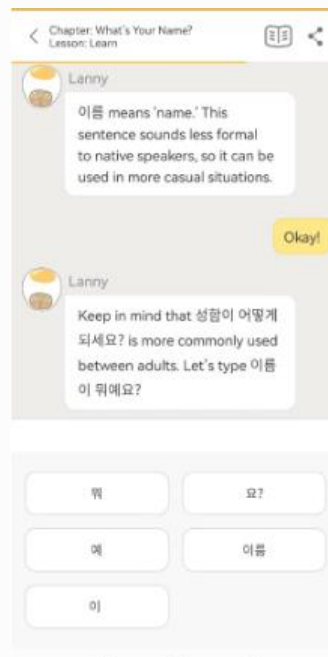 Chapter: What's Your Name?
Lesson: Learn
Lanny
이름 means 'name.' This
sentence sounds less formal
to native speakers, so it can be
used in more casual situations.
Okay!
Lanny
Keep in mind that 성함이 어떻게
되세요? is more commonly used
between adults. Let's type 이름
이 뭐예요?
뭐
요?
예
이름
이